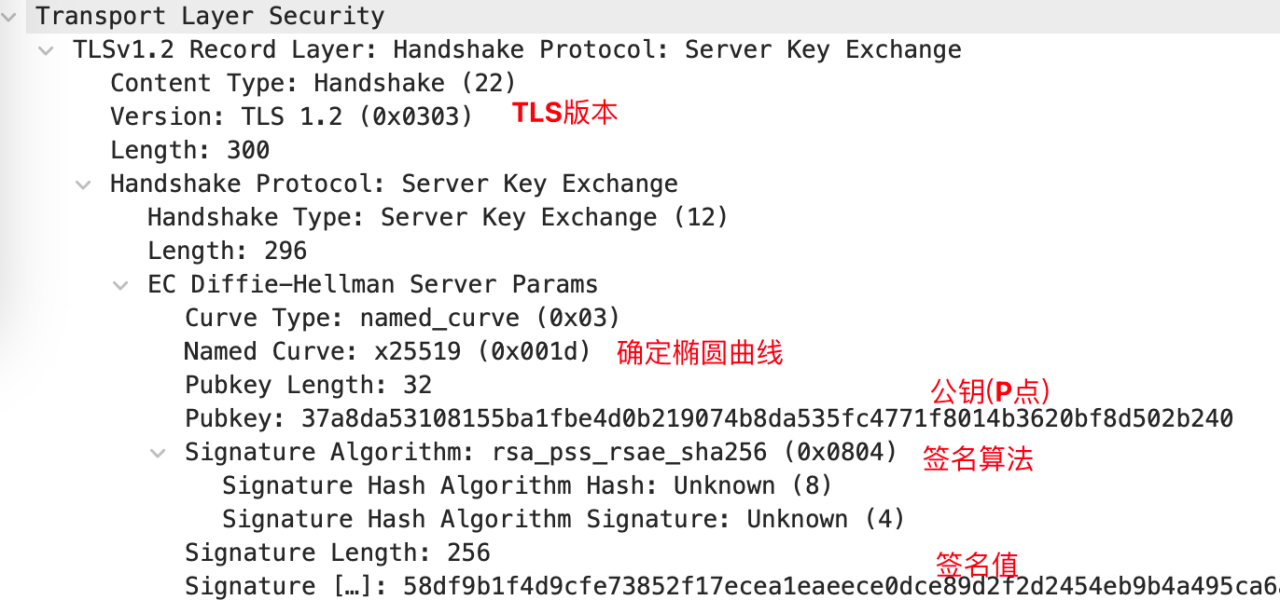 Transport Layer Security
TLSv1.2 Record Layer: Handshake Protocol: Server Key Exchange
Content Type: Handshake (22)
Version: TLS 1.2 (0x0303) TLS版本
Length: 300
Handshake Protocol: Server Key Exchange
Handshake Type: Server Key Exchange (12)
Length: 296
EC Diffie-Hellman Server Params
Curve Type: named_curve (0x03)
Named Curve: x25519 (0x001d) 确定椭圆曲线
Pubkey Length: 32
公钥(P点)
Pubkey: 37a8da53108155ba1fbe4d0b219074b8da535fc4771f8014b3620bf8d502b240
Signature Algorithm: rsa_pss_rsae_sha256 (0x0804) 签名算法
Signature Hash Algorithm Hash: Unknown (8)
Signature Hash Algorithm Signature: Unknown (4)
Signature Length: 256
签名值
Signature […]: 58df9b1f4d9cfe73852f17ecea1eaeece0dce89d2f2d2454eb9b4a495ca6